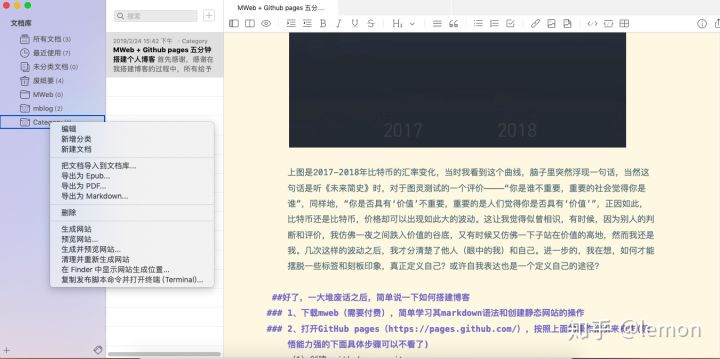 文档库
所有文档 (3)
最近使用 (7)
未分类文档 (0)
废纸篓 (4)
MWeb (0)
mblog (2)
编辑
新增分类
新建文档
把文档导入到文档库...
导出为 Epub...
导出为 PDF...
导出为 Markdown...
删除
生成网站
预览网站...
生成并预览网站...
清理并重新生成网站
在 Finder 中显示网站生成位置...
复制发布脚本命令并打开终端 (Terminal)...
搜索
2019/2/24 15:42 下午 · Category
MWeb + Github pages 五分钟
搭建个人博客 首先感谢，感谢在
我搭建博客的过程中，所有给予
2017 2018
上图是2017-2018年比特币的汇率变化，当时我看到这个曲线，脑子里突然浮现一句话，当然这
句话是听《未来简史》时，对于图灵测试的一个评价——“你是谁不重要，重要的社会觉得你是
谁”，同样地，“你是否具有‘价值’不重要，重要的是人们觉得你是否具有‘价值’”，正因如此，
比特币还是比特币，价格却可以出现如此大的波动。这让我觉得似曾相识，有时候，因为别人的判
断和评价，我仿佛一夜之间跌入价值的谷底，又有时候又仿佛一下子站在价值的高地，然而我还是
我。几次这样的波动之后，我才分清楚了他人（眼中的我）和自己。进一步的，我在想，如何才能
摆脱一些标签和刻板印象，真正定义自己？或许自我表达也是一个定义自己的途径？
##好了，一大堆废话之后，简单说一下如何搭建博客
### 1、下载mweb（需要付费），简单学习其markdown语法和创建静态网站的操作
### 2、打开GitHub pages（https://pages.github.com/），按照上面的
悟能力强的下面具体步骤可以不看了）
知乎 @lemon